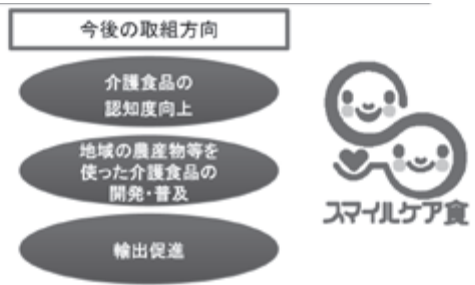 今後の取組方向
介護食品の
認知度向上
地域の農産物等を
使った介護食品の
開発・普及
輸出促進
スマイルケア食